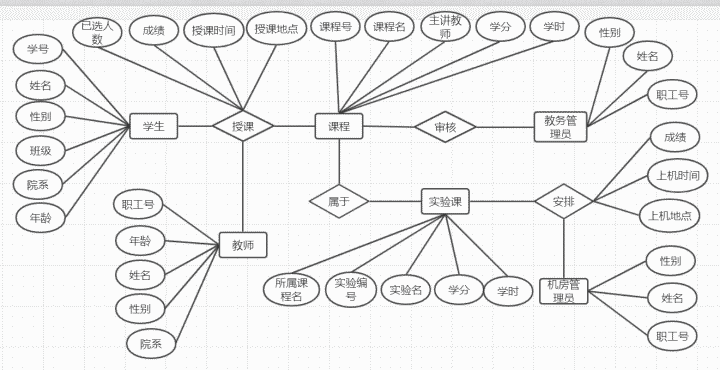 已选人
数
成绩
授课时间
授课地点
课程号
课程名
主讲教
师
学分
学时
性别
姓名
职工号
学号
姓名
性别
班级
院系
年龄
学生
授课
课程
审核
教务管
理员
成绩
上机时间
上机地点
属于
实验课
安排
职工号
年龄
姓名
性别
院系
教师
所属课
程名
实验编
号
实验名
学分
学时
机房管
理员
性别
姓名
职工号